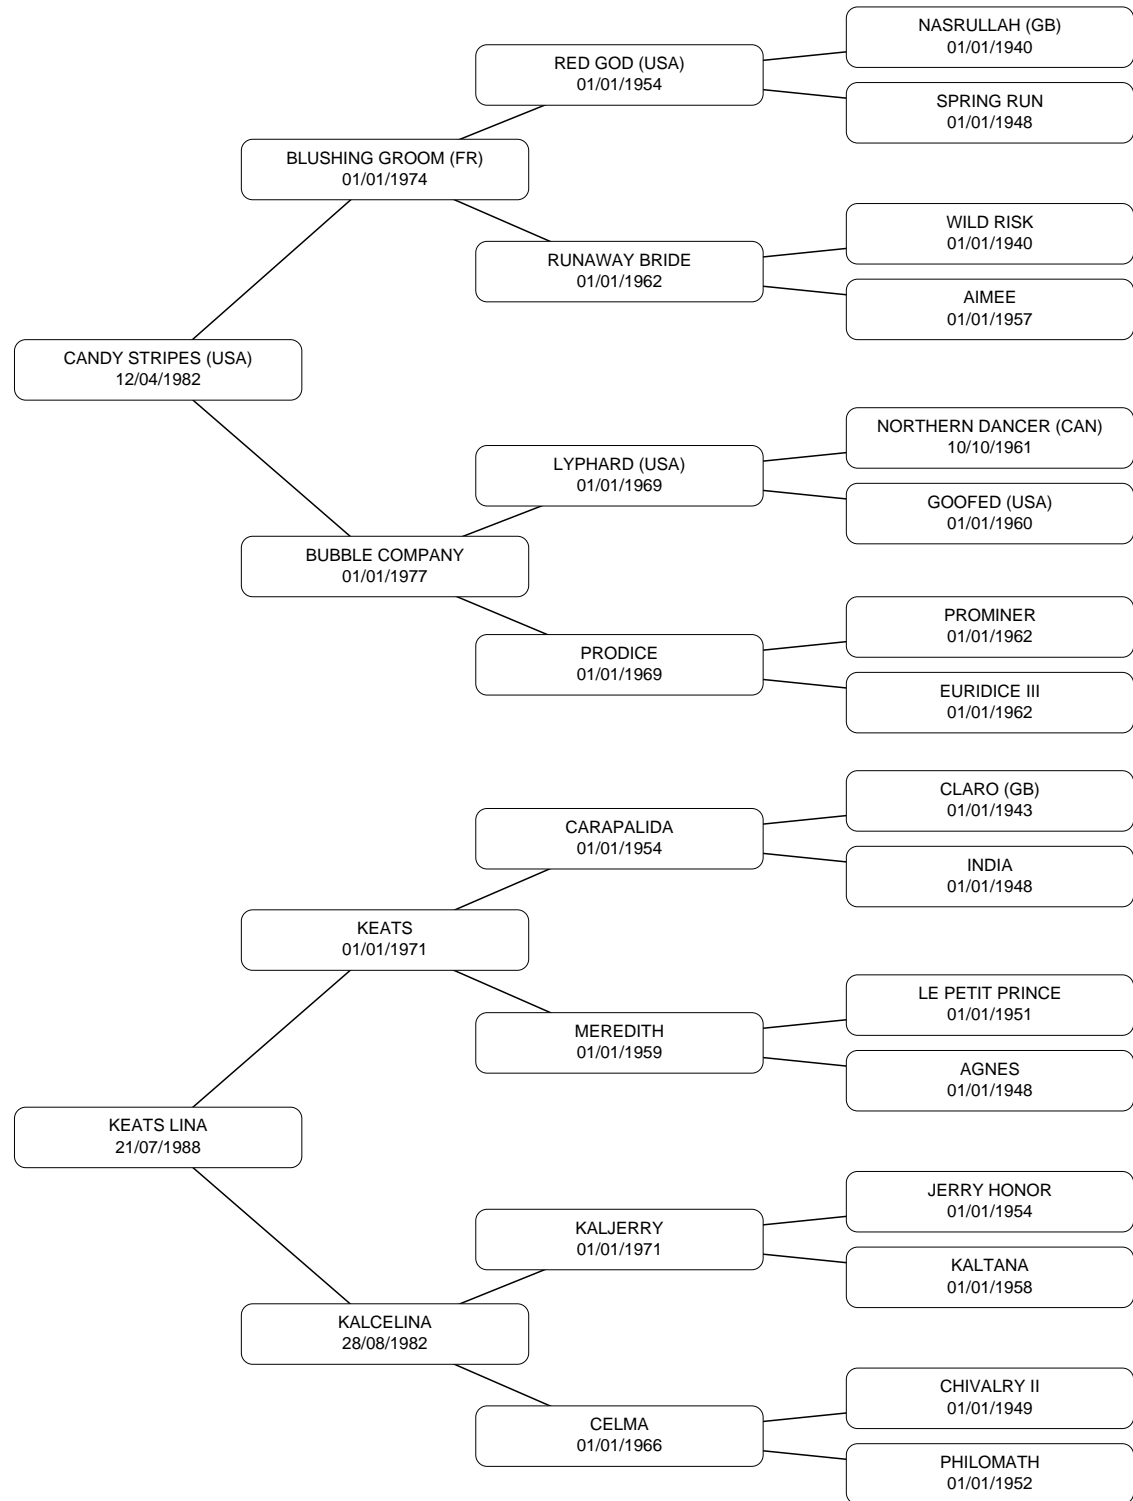 NASRULLAH (GB)
01/01/1940
RED GOD (USA)
01/01/1954
SPRING RUN
01/01/1948
BLUSHING GROOM (FR)
01/01/1974
WILD RISK
01/01/1940
RUNAWAY BRIDE
01/01/1962
AIMEE
01/01/1957
CANDY STRIPES (USA)
12/04/1982
NORTHERN DANCER (CAN)
10/10/1961
LYPHARD (USA)
01/01/1969
GOOFED (USA)
01/01/1960
BUBBLE COMPANY
01/01/1977
PROMINER
01/01/1962
PRODICE
01/01/1969
EURIDICE III
01/01/1962
CLARO (GB)
01/01/1943
CARAPALIDA
01/01/1954
INDIA
01/01/1948
KEATS
01/01/1971
LE PETIT PRINCE
01/01/1951
MEREDITH
01/01/1959
AGNES
01/01/1948
KEATS LINA
21/07/1988
JERRY HONOR
01/01/1954
KALJERRY
01/01/1971
KALTANA
01/01/1958
KALCELINA
28/08/1982
CHIVALRY II
01/01/1949
CELMA
01/01/1966
PHILOMATH
01/01/1952